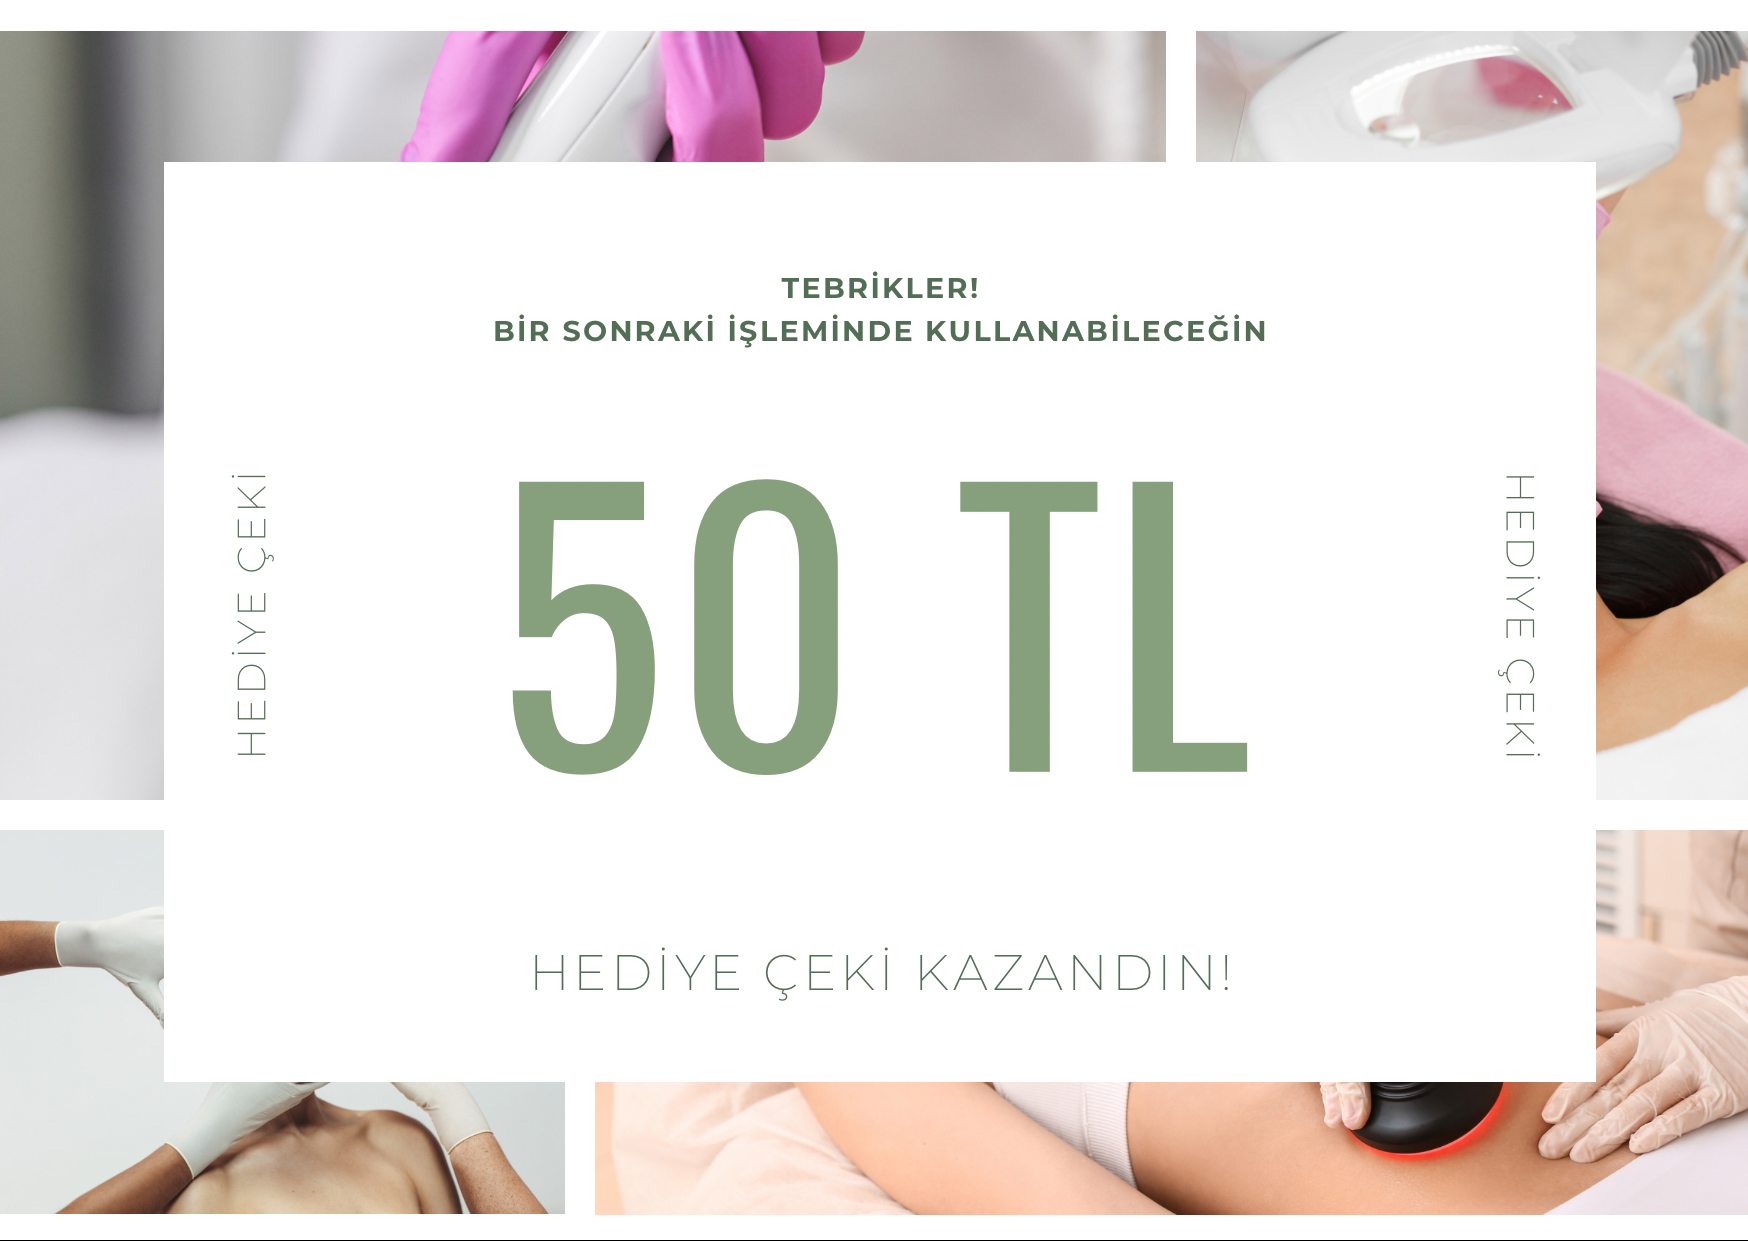 TEBRİKLER!
BİR SONRAKİ İŞLEMİNDE KULLANABİLECEĞİN
HEDİYE ÇEKİ
50 TL
HEDİYE ÇEKİ
HEDİYE ÇEKİ KAZANDIN!